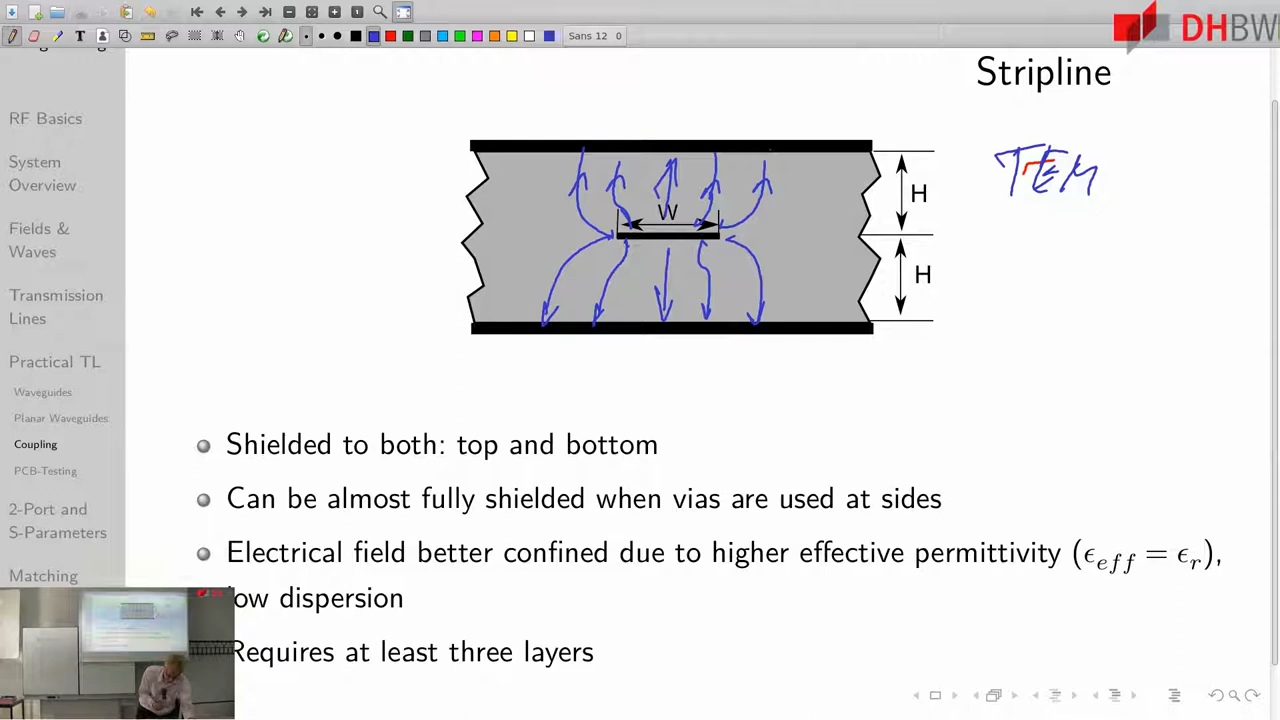 Sans 12 0
DHBW
Stripline
RF Basics
System
Overview
Fields &
Waves
Transmission
Lines
Practical TL
Waveguides
Planar Waveguides
Coupling
PCB-Testing
2-Port and
S-Parameters
Matching
W
H
H
TEM
Shielded to both: top and bottom
Can be almost fully shielded when vias are used at sides
Electrical field better confined due to higher effective permittivity (ϵ_eff = ϵ_r),
low dispersion
Requires at least three layers